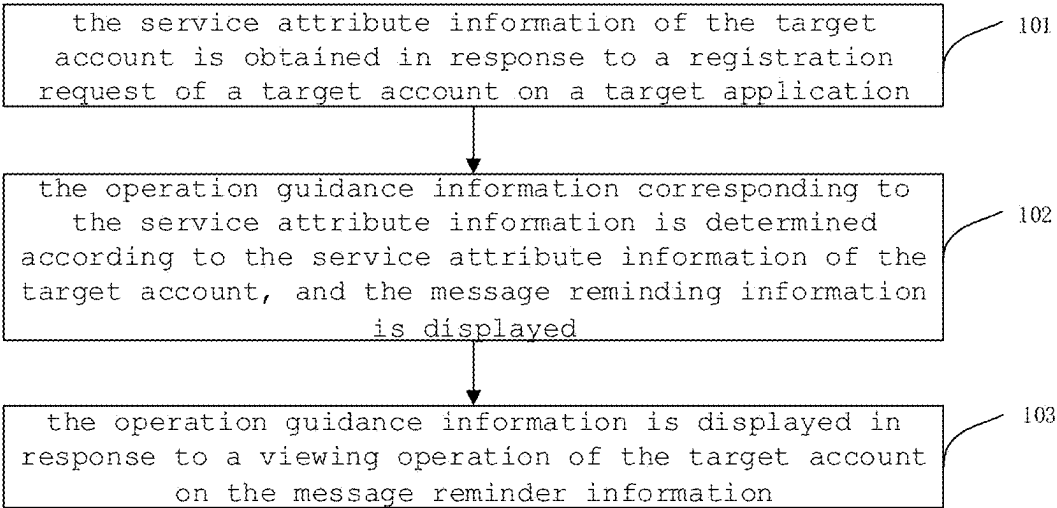 the service attribute information of the target
account is obtained in response to a registration
request of a target account on a target application
101
the operation guidance information corresponding to
the service attribute information is determined
according to the service attribute information of the
target account, and the message reminding information
is displayed
102
the operation guidance information is displayed in
response to a viewing operation of the target account
on the message reminder information
103